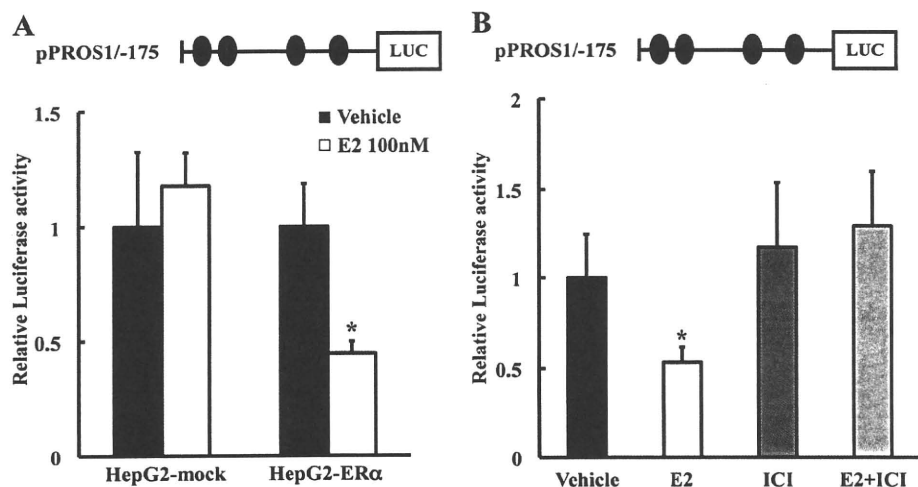 A
pPROS1/-175
LUC
Relative Luciferase activity
1.5
1
0.5
0
Vehicle
E2 100nM
*
HepG2-mock
HepG2-ERα
B
pPROS1/-175
LUC
Relative Luciferase activity
2
1.5
1
0.5
0
*
Vehicle
E2
ICI
E2+ICI